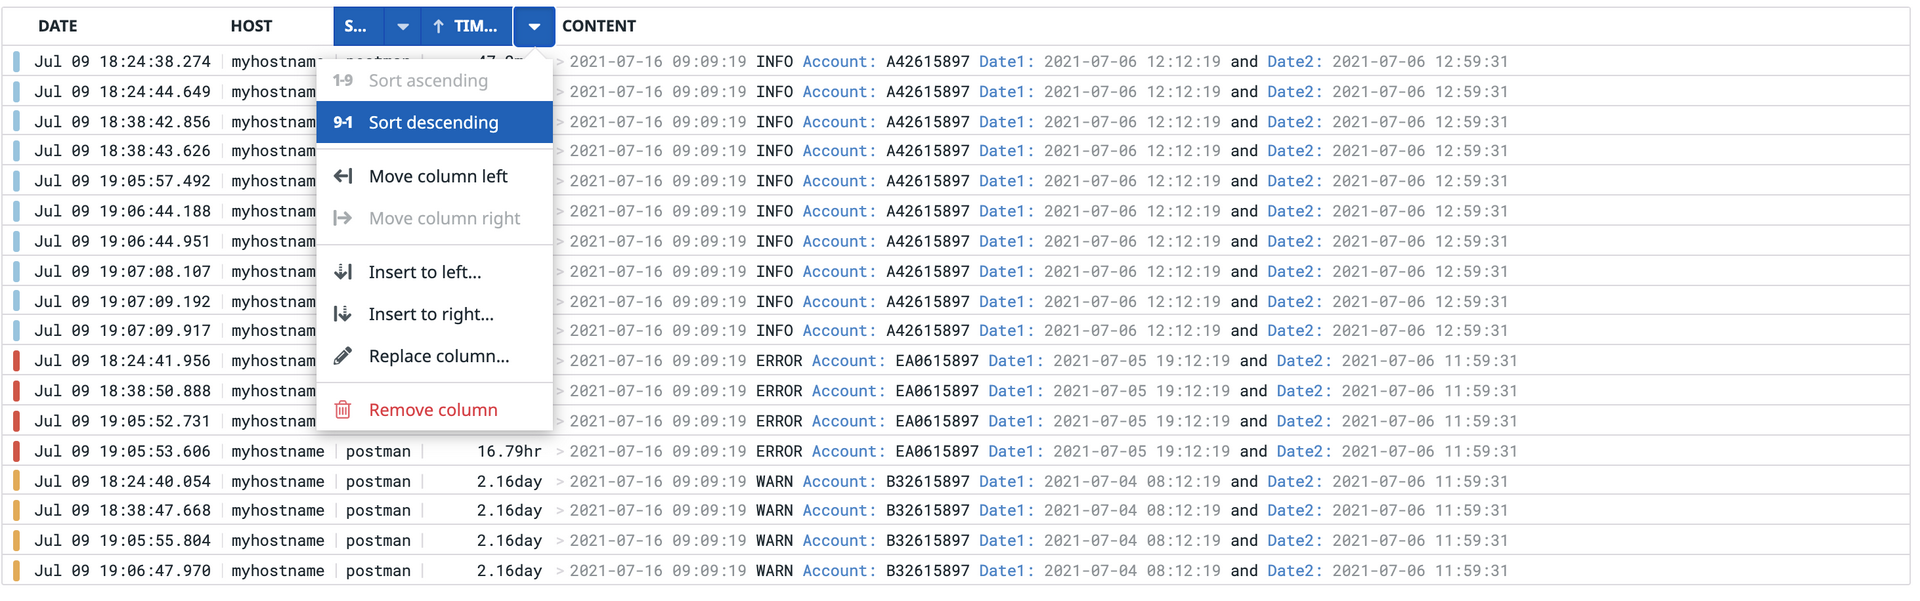 DATE HOST S... TIM... CONTENT
Jul 09 18:24:38.274 myhostname > 2021-07-16 09:09:19 INFO Account: A42615897 Date1: 2021-07-06 12:12:19 and Date2: 2021-07-06 12:59:31
1-9 Sort ascending
Jul 09 18:24:44.649 myhostnam > 2021-07-16 09:09:19 INFO Account: A42615897 Date1: 2021-07-06 12:12:19 and Date2: 2021-07-06 12:59:31
9-1 Sort descending
Jul 09 18:38:42.856 myhostnam > 2021-07-16 09:09:19 INFO Account: A42615897 Date1: 2021-07-06 12:12:19 and Date2: 2021-07-06 12:59:31
Jul 09 18:38:43.626 myhostnam > 2021-07-16 09:09:19 INFO Account: A42615897 Date1: 2021-07-06 12:12:19 and Date2: 2021-07-06 12:59:31
Move column left
Jul 09 19:05:57.492 myhostnam > 2021-07-16 09:09:19 INFO Account: A42615897 Date1: 2021-07-06 12:12:19 and Date2: 2021-07-06 12:59:31
Jul 09 19:06:44.188 myhostnam > 2021-07-16 09:09:19 INFO Account: A42615897 Date1: 2021-07-06 12:12:19 and Date2: 2021-07-06 12:59:31
Move column right
Jul 09 19:06:44.951 myhostnam > 2021-07-16 09:09:19 INFO Account: A42615897 Date1: 2021-07-06 12:12:19 and Date2: 2021-07-06 12:59:31
Jul 09 19:07:08.107 myhostnam > 2021-07-16 09:09:19 INFO Account: A42615897 Date1: 2021-07-06 12:12:19 and Date2: 2021-07-06 12:59:31
Insert to left...
Jul 09 19:07:09.192 myhostnam > 2021-07-16 09:09:19 INFO Account: A42615897 Date1: 2021-07-06 12:12:19 and Date2: 2021-07-06 12:59:31
Insert to right...
Jul 09 19:07:09.917 myhostnam > 2021-07-16 09:09:19 INFO Account: A42615897 Date1: 2021-07-06 12:12:19 and Date2: 2021-07-06 12:59:31
Replace column...
Jul 09 18:24:41.956 myhostnam > 2021-07-16 09:09:19 ERROR Account: EA0615897 Date1: 2021-07-05 19:12:19 and Date2: 2021-07-06 11:59:31
Jul 09 18:38:50.888 myhostnam > 2021-07-16 09:09:19 ERROR Account: EA0615897 Date1: 2021-07-05 19:12:19 and Date2: 2021-07-06 11:59:31
Remove column
Jul 09 19:05:52.731 myhostnam > 2021-07-16 09:09:19 ERROR Account: EA0615897 Date1: 2021-07-05 19:12:19 and Date2: 2021-07-06 11:59:31
Jul 09 19:05:53.606 myhostname postman 16.79hr > 2021-07-16 09:09:19 ERROR Account: EA0615897 Date1: 2021-07-05 19:12:19 and Date2: 2021-07-06 11:59:31
Jul 09 18:24:40.054 myhostname postman 2.16day > 2021-07-16 09:09:19 WARN Account: B32615897 Date1: 2021-07-04 08:12:19 and Date2: 2021-07-06 11:59:31
Jul 09 18:38:47.668 myhostname postman 2.16day > 2021-07-16 09:09:19 WARN Account: B32615897 Date1: 2021-07-04 08:12:19 and Date2: 2021-07-06 11:59:31
Jul 09 19:05:55.804 myhostname postman 2.16day > 2021-07-16 09:09:19 WARN Account: B32615897 Date1: 2021-07-04 08:12:19 and Date2: 2021-07-06 11:59:31
Jul 09 19:06:47.970 myhostname postman 2.16day > 2021-07-16 09:09:19 WARN Account: B32615897 Date1: 2021-07-04 08:12:19 and Date2: 2021-07-06 11:59:31